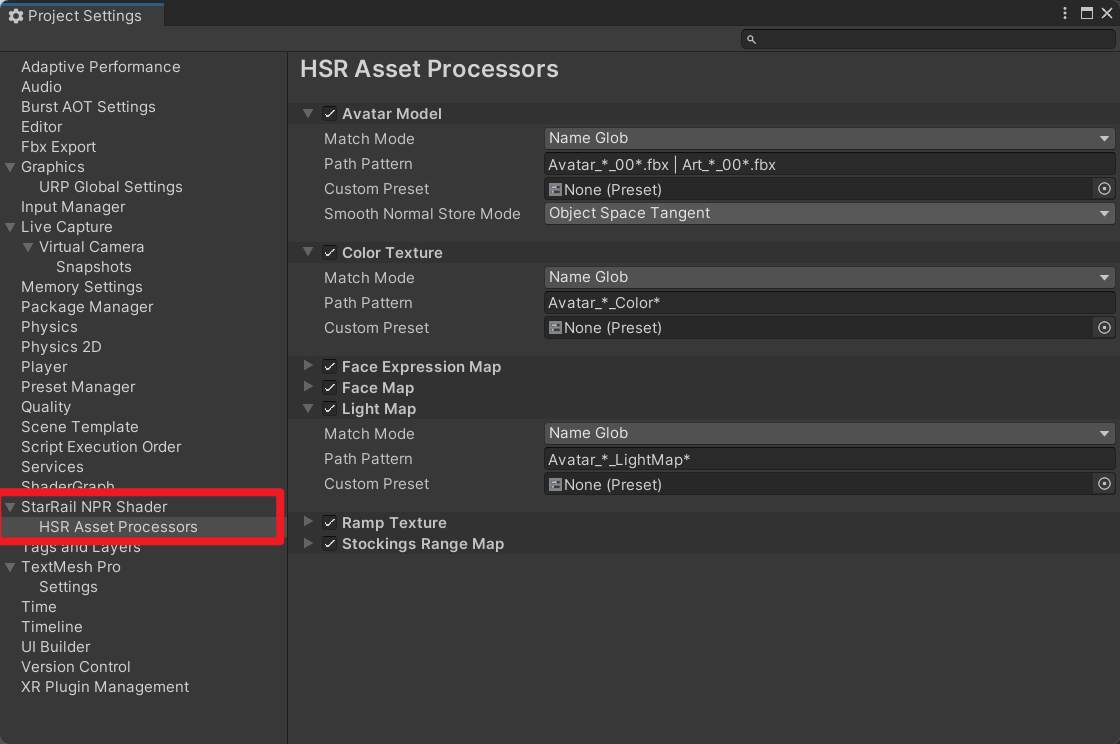 Project Settings
Adaptive Performance
Audio
Burst AOT Settings
Editor
Fbx Export
Graphics
URP Global Settings
Input Manager
Live Capture
Virtual Camera
Snapshots
Memory Settings
Package Manager
Physics
Physics 2D
Player
Preset Manager
Quality
Scene Template
Script Execution Order
Services
ShaderGraph
StarRail NPR Shader
HSR Asset Processors
Tags and Layers
TextMesh Pro
Settings
Time
Timeline
UI Builder
Version Control
XR Plugin Management
HSR Asset Processors
Avatar Model
Match Mode Name Glob
Path Pattern Avatar_*_00*.fbx | Art_*_00*.fbx
Custom Preset None (Preset)
Smooth Normal Store Mode Object Space Tangent
Color Texture
Match Mode Name Glob
Path Pattern Avatar_*_Color*
Custom Preset None (Preset)
Face Expression Map
Face Map
Light Map
Match Mode Name Glob
Path Pattern Avatar_*_LightMap*
Custom Preset None (Preset)
Ramp Texture
Stockings Range Map